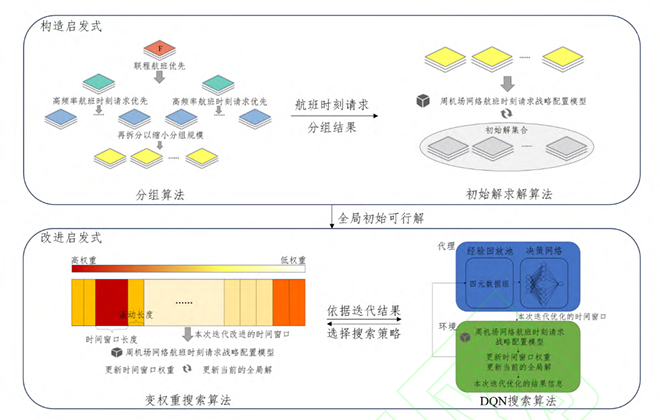 构造启发式
F
联程航班优先
高频率航班时刻请求优先
高频率航班时刻请求优先
再拆分以缩小分组规模
......
分组算法
航班时刻请求
分组结果
......
周机场网络航班时刻请求战略配置模型
初始解集合
......
初始解求解算法
全局初始可行解
改进启发式
高权重
低权重
......
滚动长度
时间窗口长度
本次迭代改进的时间窗口
周机场网络航班时刻请求战略配置模型
更新时间窗口权重
更新当前的全局解
变权重搜索算法
依据迭代结果
选择搜索策略
代理
经验回放池
决策网络
四元数据组
本次迭代优化的时间窗口
环境
周机场网络航班时刻请求
战略配置模型
更新时间窗口权重
更新当前的全局解
本次迭代优化的结果信息
DQN搜索算法